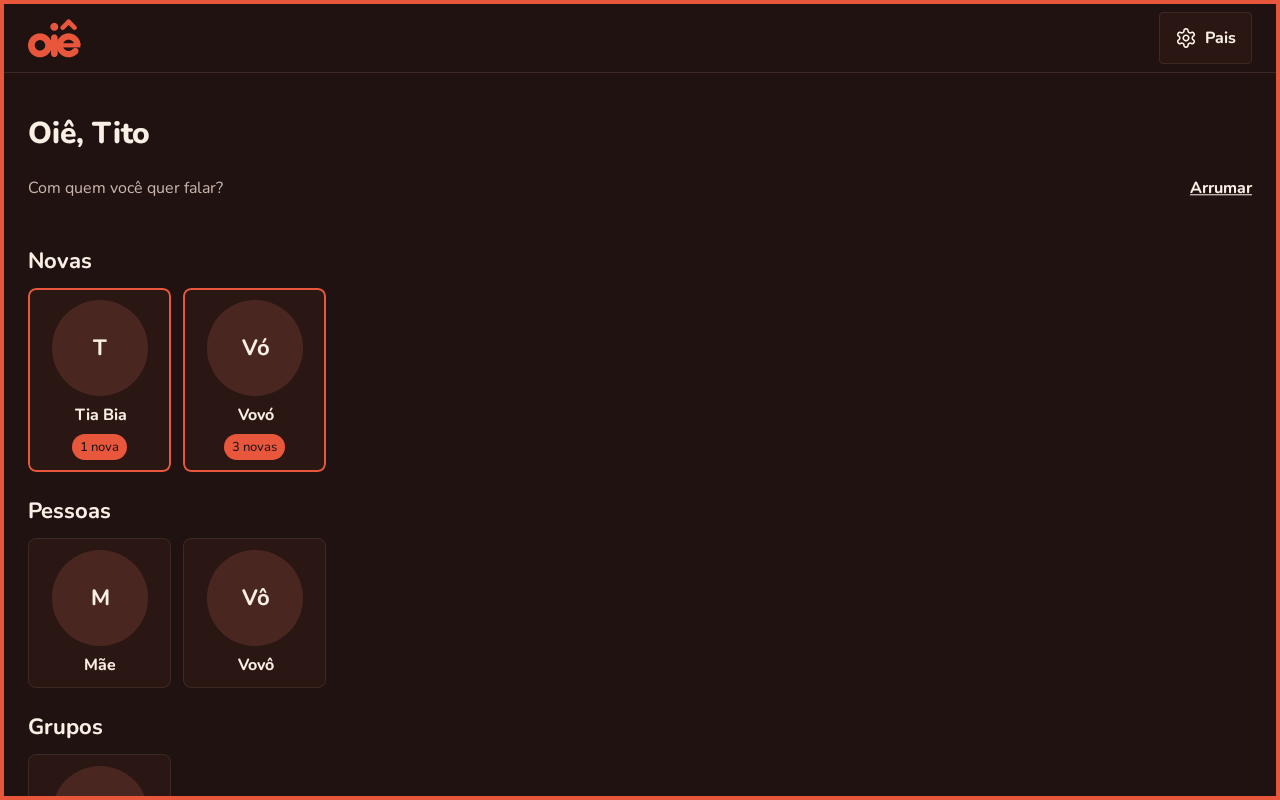 oiê
Pais
Oiê, Tito
Com quem você quer falar?
Arrumar
Novas
T
Vó
Tia Bia
Vovó
1 nova
3 novas
Pessoas
M
Vô
Mãe
Vovô
Grupos